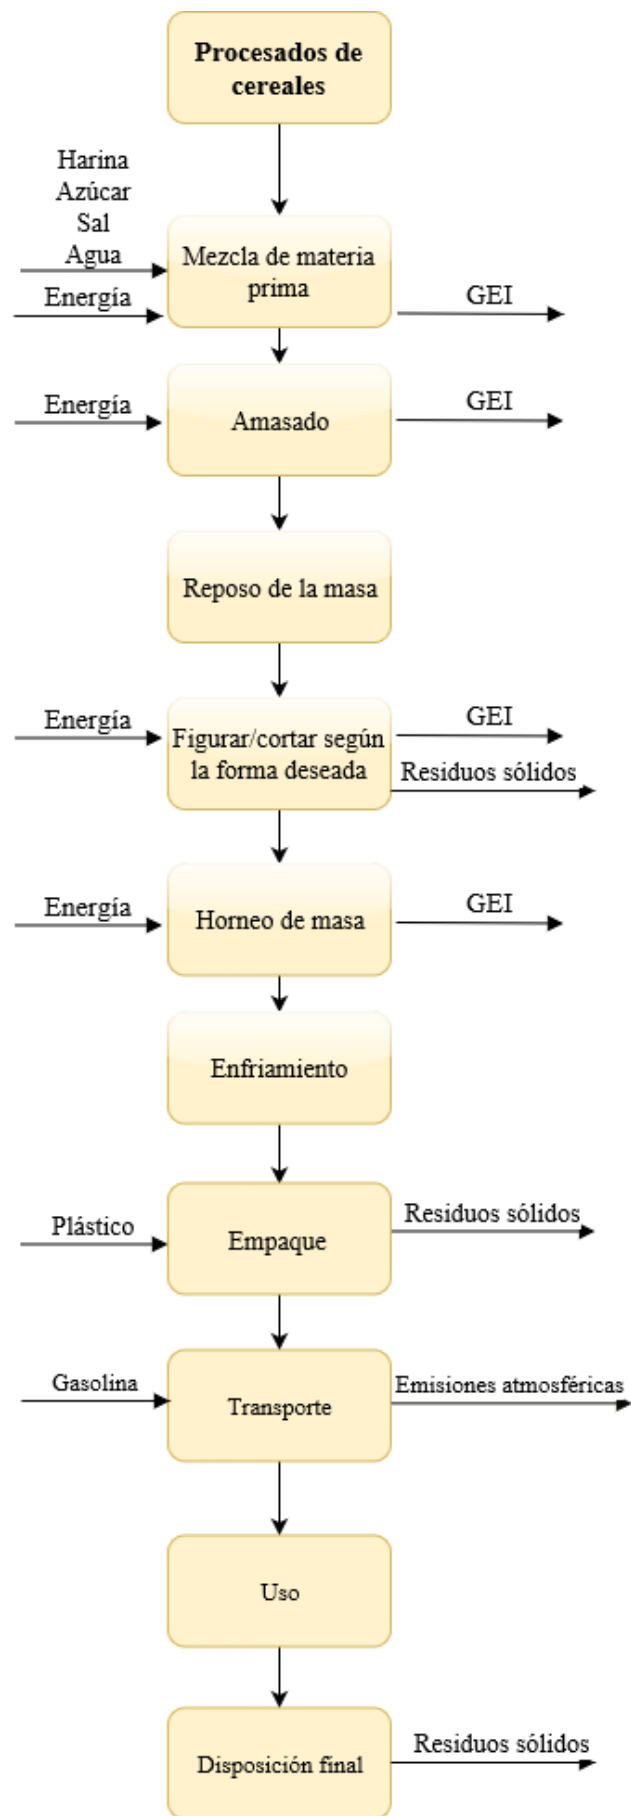 Procesados de
cereales
Harina
Azúcar
Sal
Agua
Energía
Mezcla de materia
prima
GEI
Energía
Amasado
GEI
Reposo de la masa
Energía
Figurar/cortar según
la forma deseada
GEI
Residuos sólidos
Energía
Horneo de masa
GEI
Enfriamiento
Plástico
Empaque
Residuos sólidos
Gasolina
Transporte
Emisiones atmosféricas
Uso
Disposición final
Residuos sólidos